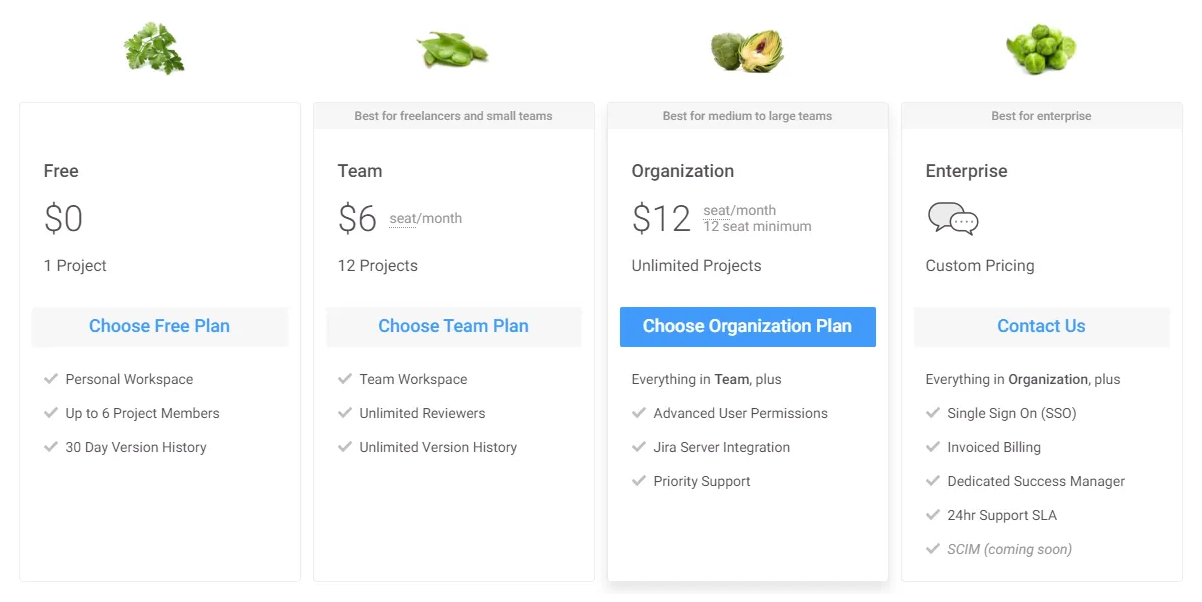 Free
$0
1 Project
Choose Free Plan
Personal Workspace
Up to 6 Project Members
30 Day Version History
Best for freelancers and small teams
Team
$6 seat/month
12 Projects
Choose Team Plan
Team Workspace
Unlimited Reviewers
Unlimited Version History
Best for medium to large teams
Organization
$12 seat/month
12 seat minimum
Unlimited Projects
Choose Organization Plan
Everything in Team, plus
Advanced User Permissions
Jira Server Integration
Priority Support
Best for enterprise
Enterprise
Custom Pricing
Contact Us
Everything in Organization, plus
Single Sign On (SSO)
Invoiced Billing
Dedicated Success Manager
24hr Support SLA
SCIM (coming soon)